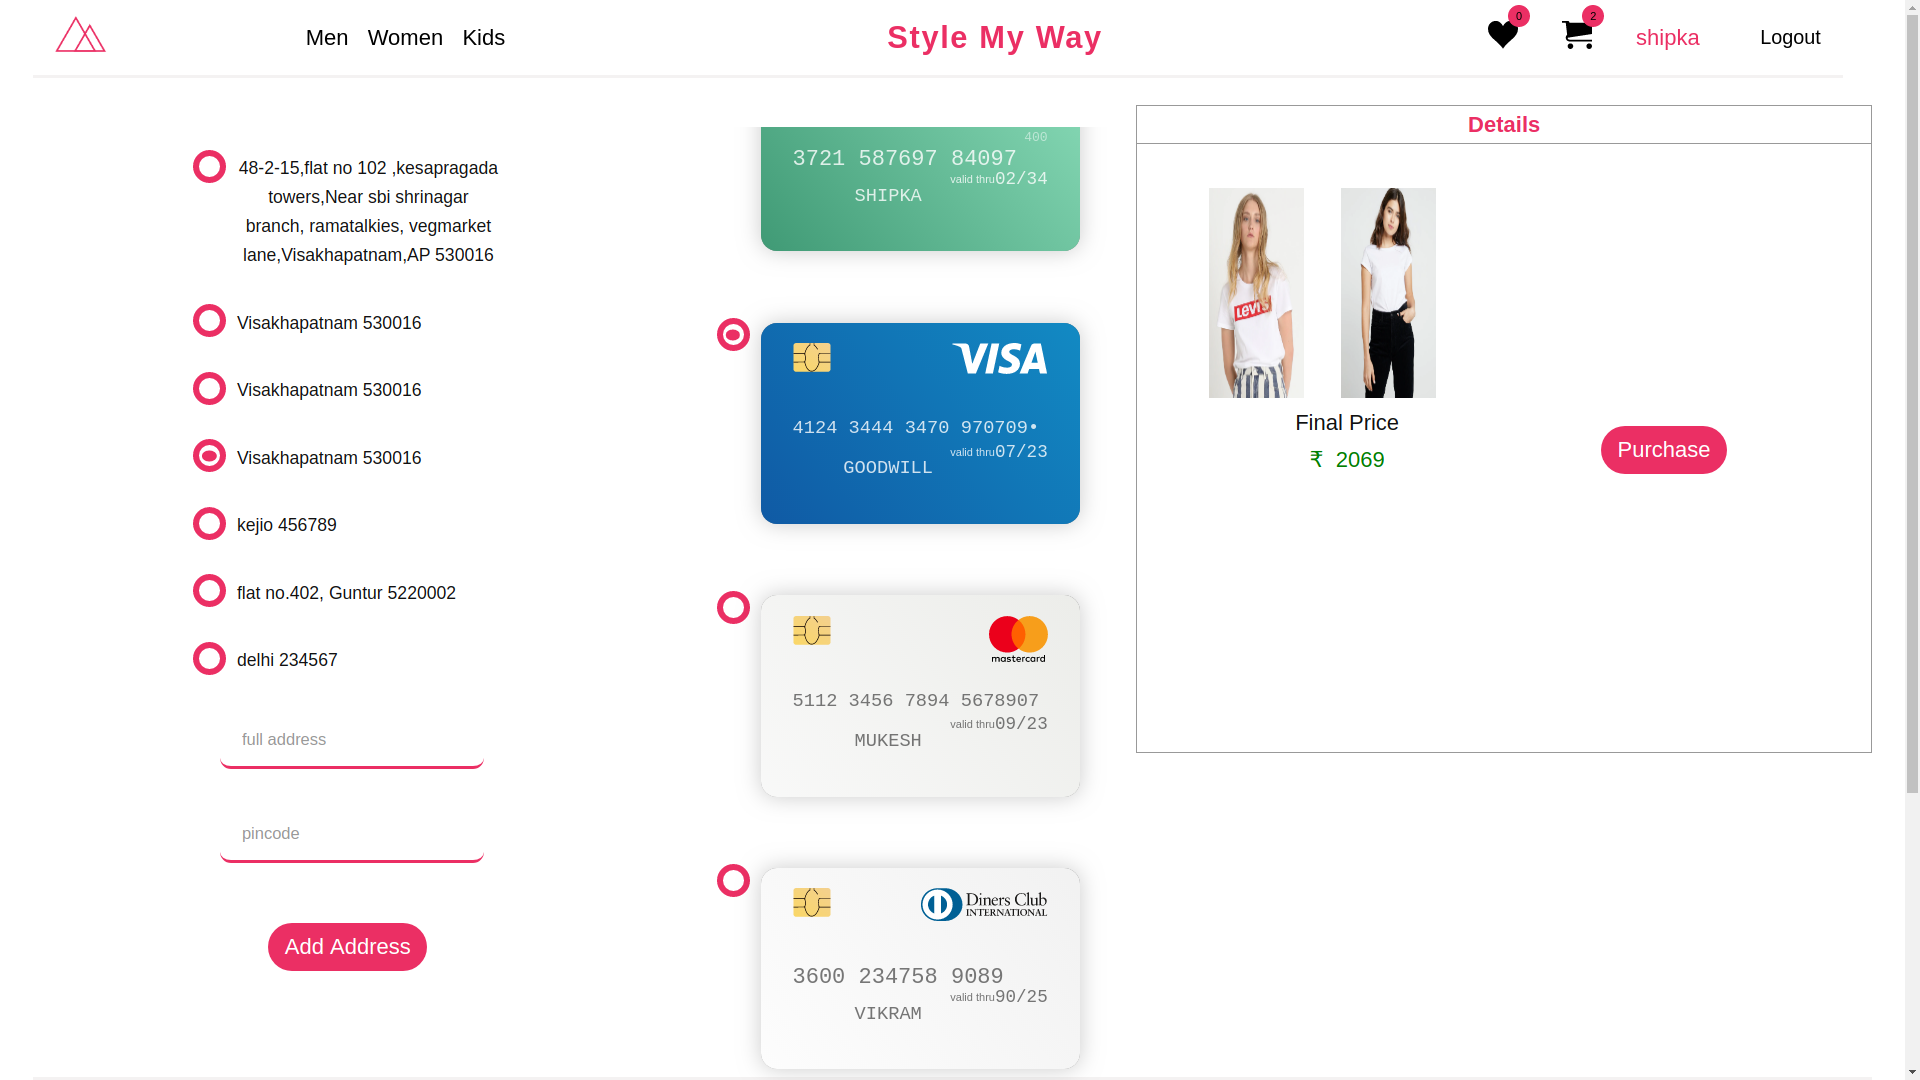 Men Women Kids
Style My Way
0
2
shipka
Logout
48-2-15,flat no 102 ,kesapragada
towers,Near sbi shrinagar
branch, ramatalkies, vegmarket
lane,Visakhapatnam,AP 530016
Visakhapatnam 530016
Visakhapatnam 530016
Visakhapatnam 530016
kejio 456789
flat no.402, Guntur 5220002
delhi 234567
full address
pincode
Add Address
400
3721 587697 84097
valid thru 02/34
SHIPKA
VISA
4124 3444 3470 970709•
valid thru 07/23
GOODWILL
mastercard
5112 3456 7894 5678907
valid thru 09/23
MUKESH
Diners Club
INTERNATIONAL
3600 234758 9089
valid thru 90/25
VIKRAM
Details
Levi's
Final Price
₹ 2069
Purchase